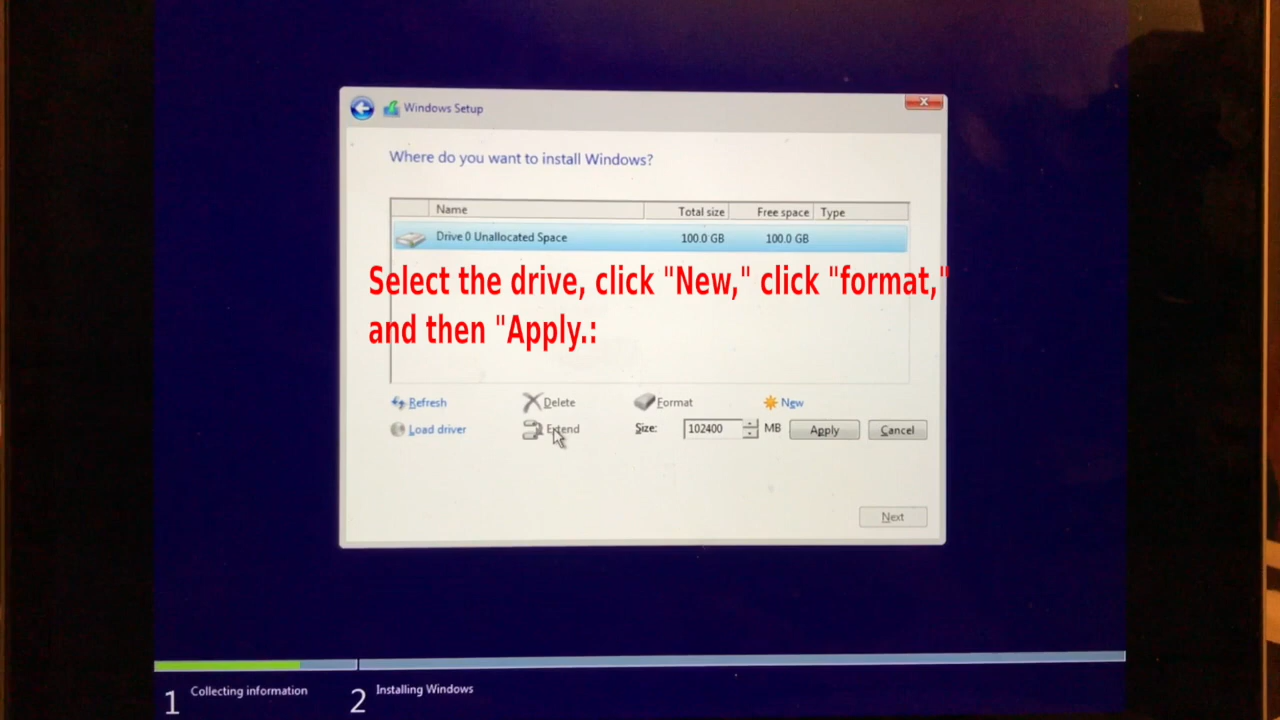 Windows Setup
Where do you want to install Windows?
Name Total size Free space Type
Drive 0 Unallocated Space 100.0 GB 100.0 GB
Select the drive, click "New," click "format,"
and then "Apply.:
Refresh Delete Format New
Load driver Extend Size: 102400 MB Apply Cancel
Next
1 Collecting information 2 Installing Windows